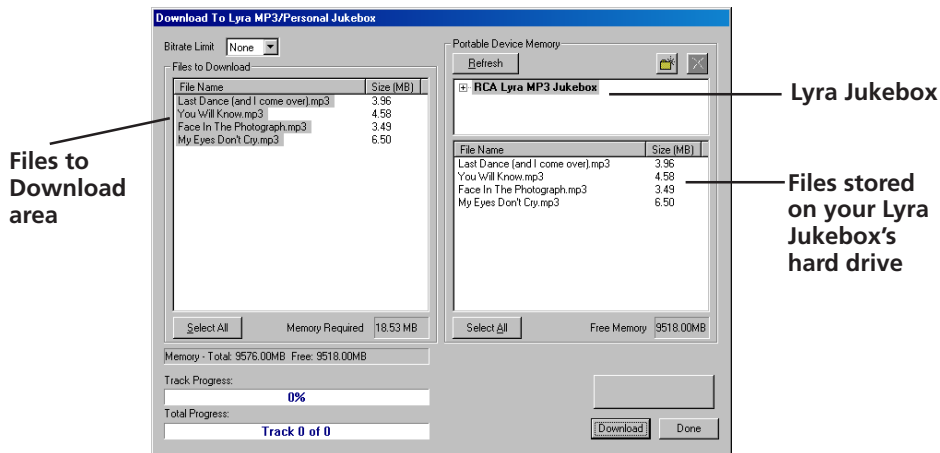 Download To Lyra MP3/Personal Jukebox
Bitrate Limit None
Files to Download
File Name Size (MB)
Last Dance (and I come over).mp3 3.96
You Will Know.mp3 4.58
Face In The Photograph.mp3 3.49
My Eyes Don't Cry.mp3 6.50
Select All Memory Required 18.53 MB
Memory - Total: 9576.00MB Free: 9518.00MB
Track Progress:
0%
Total Progress:
Track 0 of 0
Portable Device Memory
Refresh
RCA Lyra MP3 Jukebox
File Name Size (MB)
Last Dance (and I come over).mp3 3.96
You Will Know.mp3 4.58
Face In The Photograph.mp3 3.49
My Eyes Don't Cry.mp3 6.50
Select All Free Memory 9518.00MB
Download Done
Files to
Download
area
Lyra Jukebox
Files stored
on your Lyra
Jukebox’s
hard drive